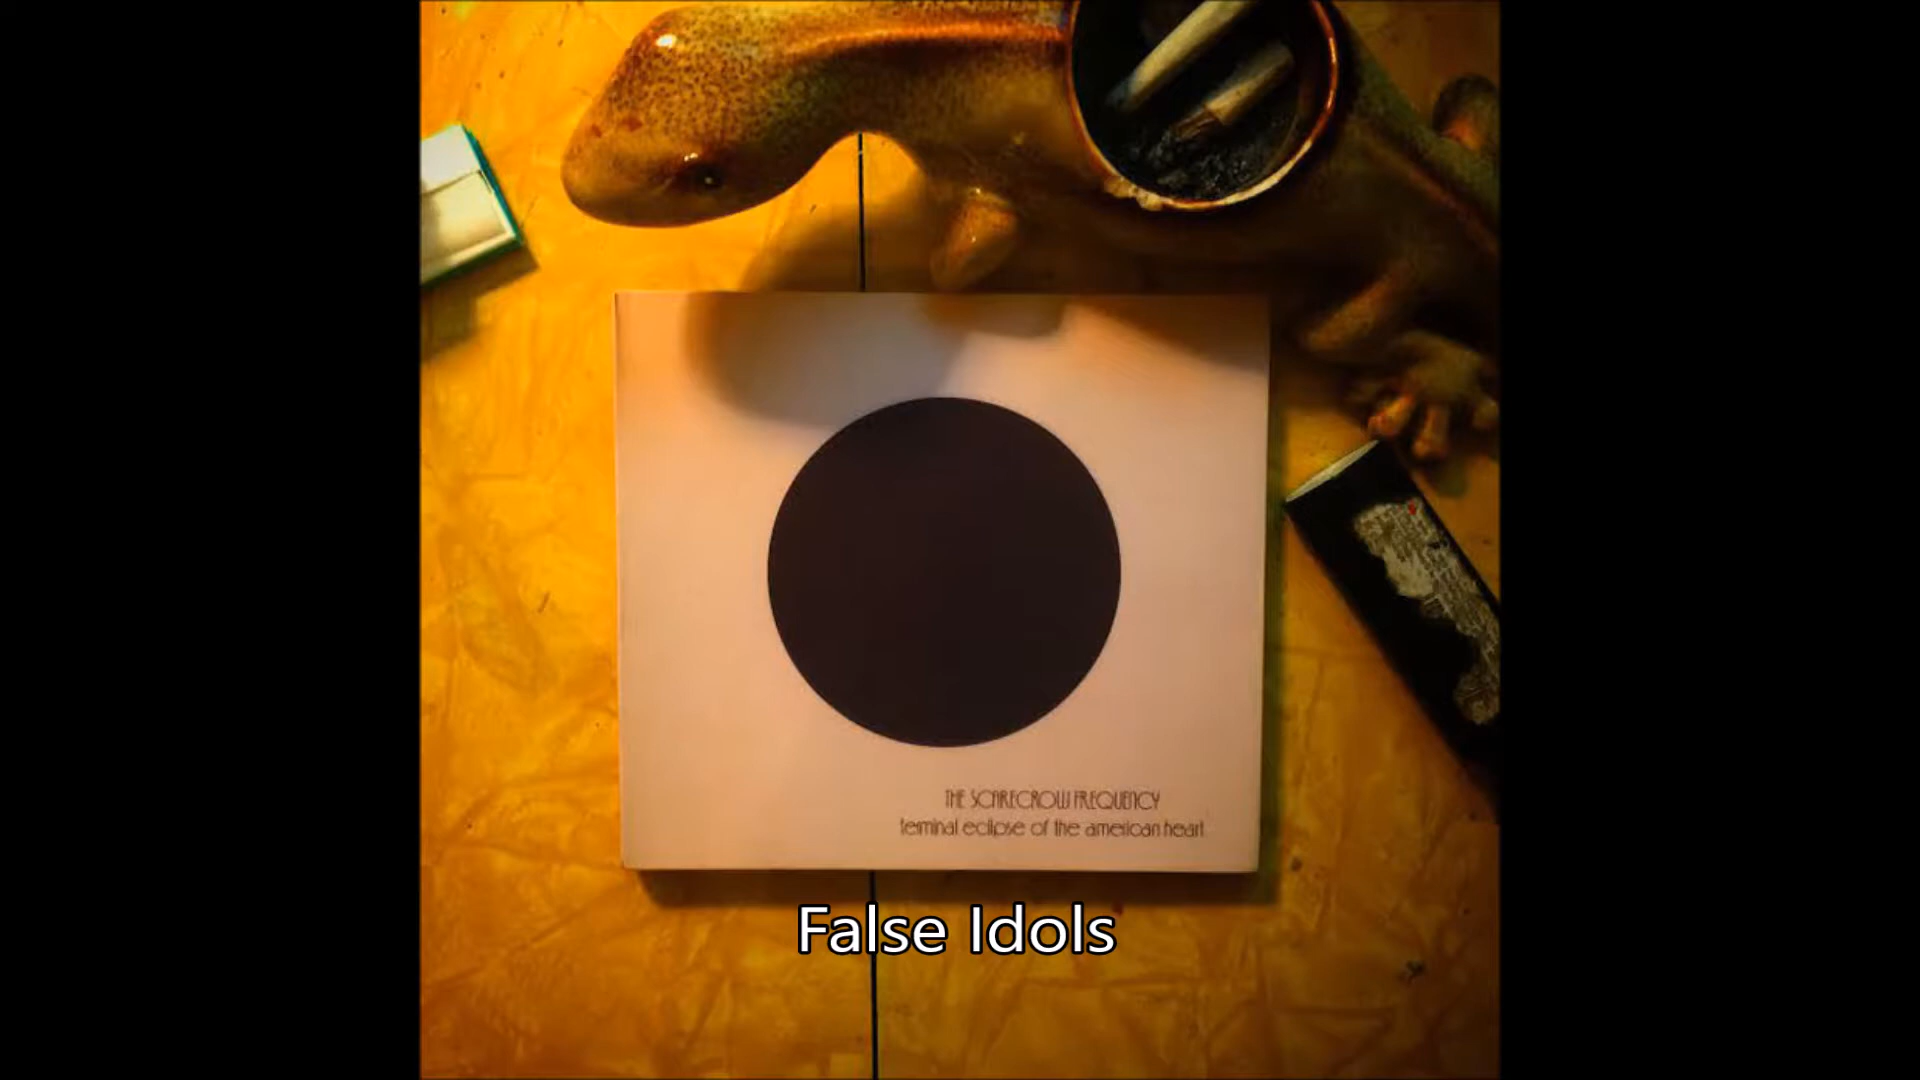 THE SCARECROW FREQUENCY
terminal eclipse of the american heart
False Idols